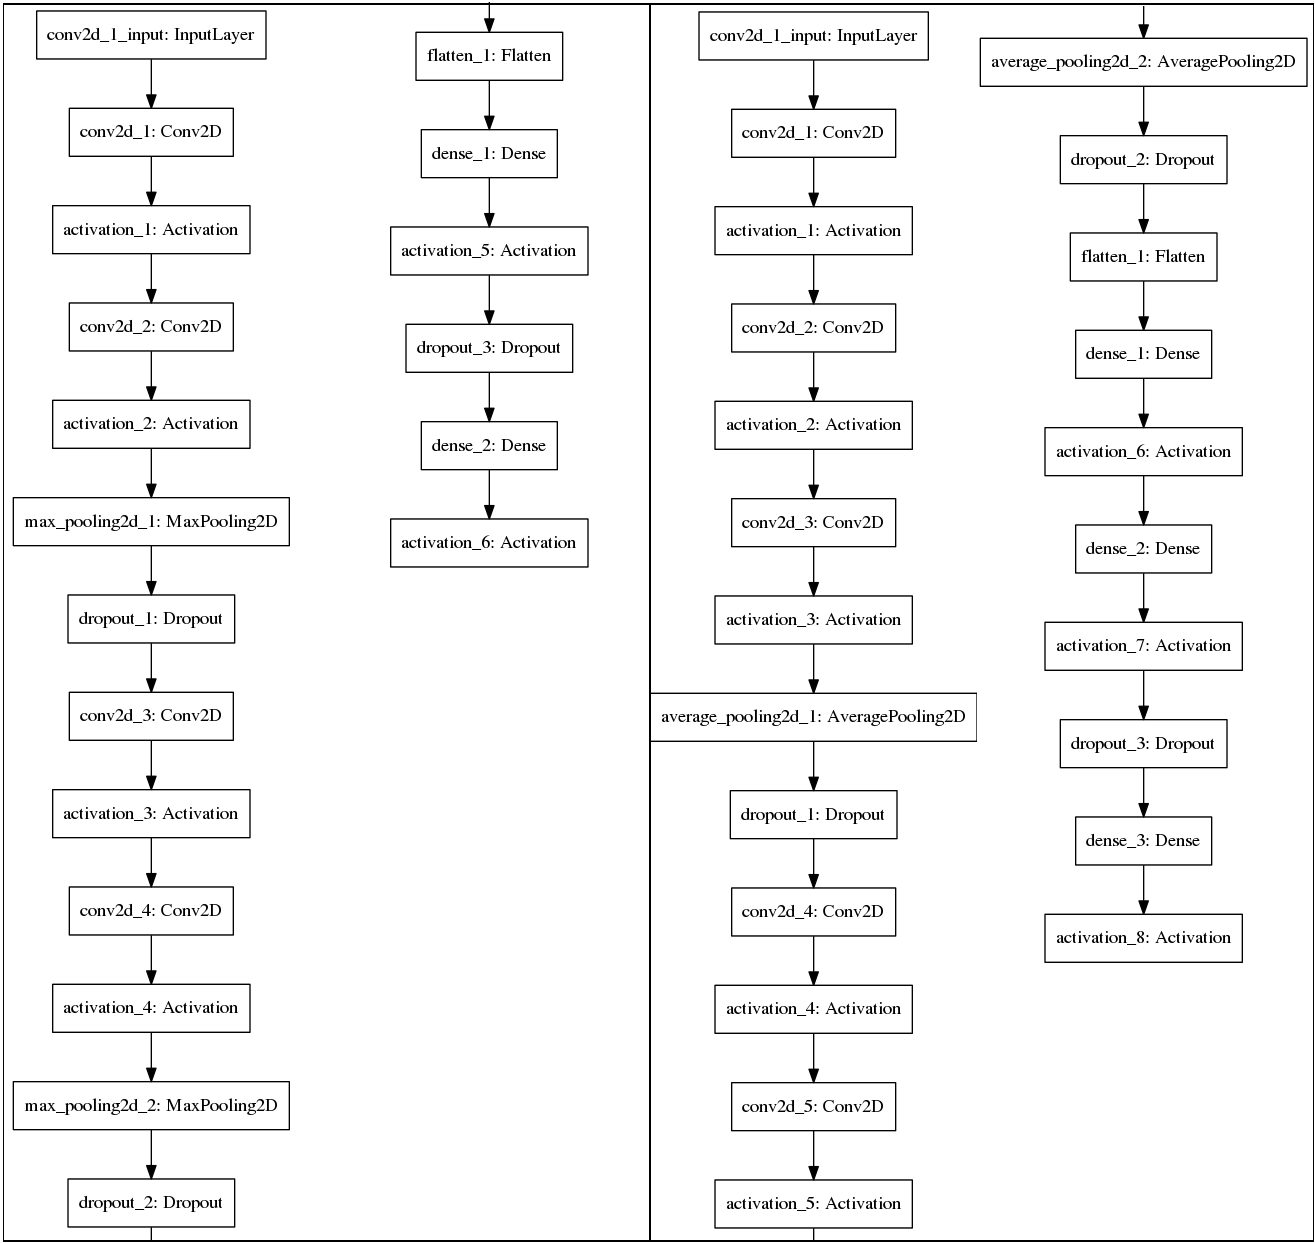 conv2d_1_input: InputLayer
conv2d_1: Conv2D
activation_1: Activation
conv2d_2: Conv2D
activation_2: Activation
max_pooling2d_1: MaxPooling2D
dropout_1: Dropout
conv2d_3: Conv2D
activation_3: Activation
conv2d_4: Conv2D
activation_4: Activation
max_pooling2d_2: MaxPooling2D
dropout_2: Dropout
flatten_1: Flatten
dense_1: Dense
activation_5: Activation
dropout_3: Dropout
dense_2: Dense
activation_6: Activation
conv2d_1_input: InputLayer
conv2d_1: Conv2D
activation_1: Activation
conv2d_2: Conv2D
activation_2: Activation
conv2d_3: Conv2D
activation_3: Activation
average_pooling2d_1: AveragePooling2D
dropout_1: Dropout
conv2d_4: Conv2D
activation_4: Activation
conv2d_5: Conv2D
activation_5: Activation
average_pooling2d_2: AveragePooling2D
dropout_2: Dropout
flatten_1: Flatten
dense_1: Dense
activation_6: Activation
dense_2: Dense
activation_7: Activation
dropout_3: Dropout
dense_3: Dense
activation_8: Activation